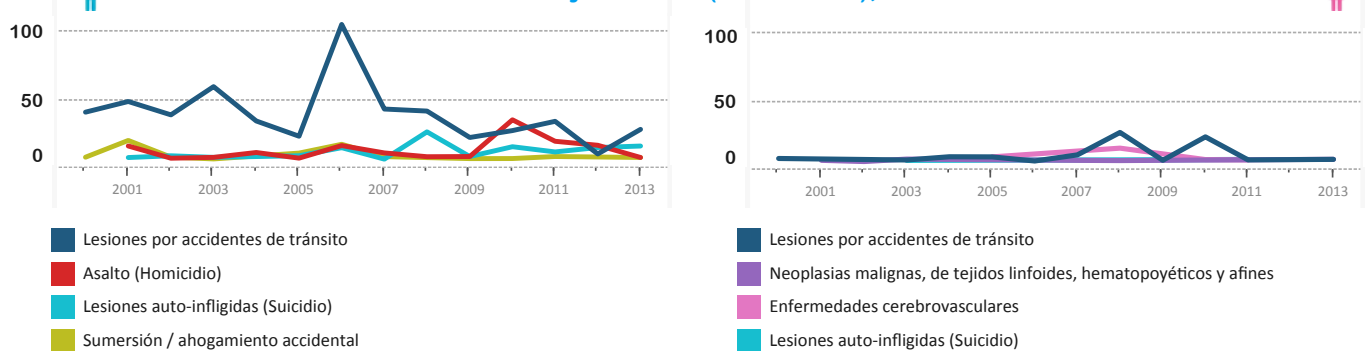 100
50
0
2001 2003 2005 2007 2009 2011 2013
Lesiones por accidentes de tránsito
Asalto (Homicidio)
Lesiones auto-infligidas (Suicidio)
Sumersión / ahogamiento accidental
100
50
0
2001 2003 2005 2007 2009 2011 2013
Lesiones por accidentes de tránsito
Neoplasias malignas, de tejidos linfoides, hematopoyéticos y afines
Enfermedades cerebrovasculares
Lesiones auto-infligidas (Suicidio)